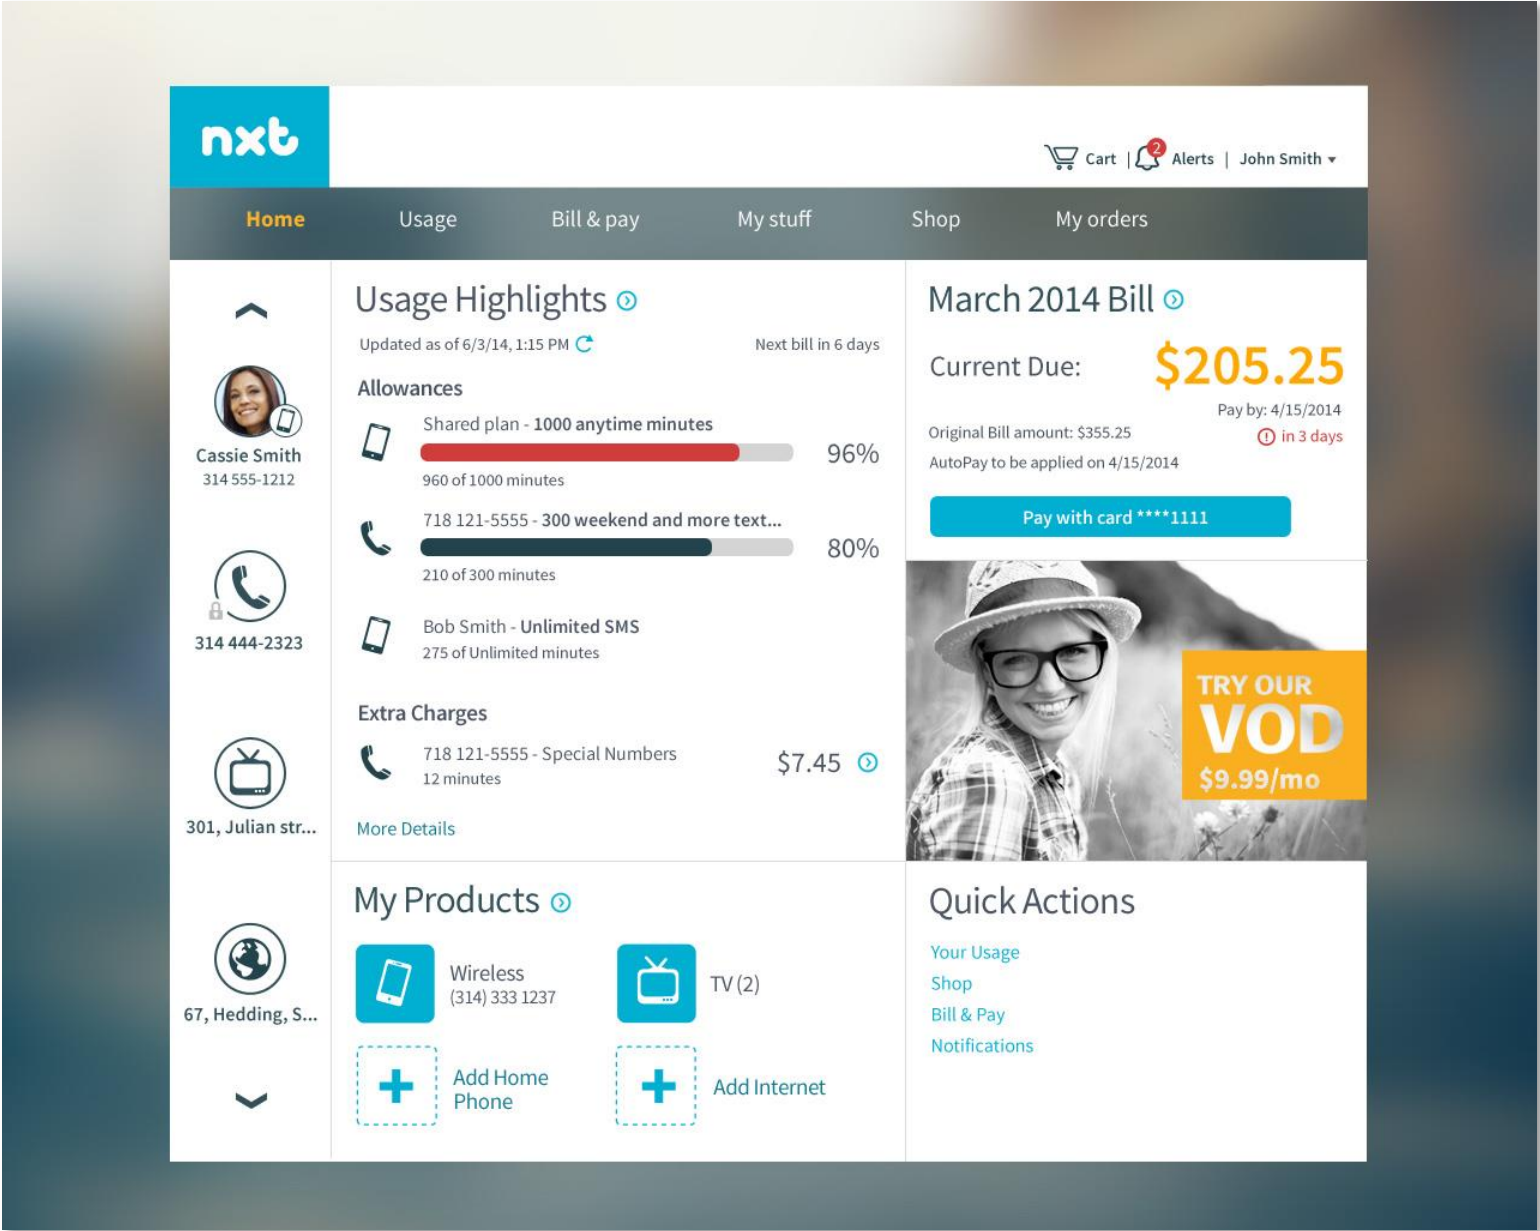 nxt
Cart | 2 Alerts | John Smith
Home Usage Bill & pay My stuff Shop My orders
Cassie Smith
314 555-1212
314 444-2323
301, Julian str...
67, Hedding, S...
Usage Highlights
Updated as of 6/3/14, 1:15 PM Next bill in 6 days
Allowances
Shared plan - 1000 anytime minutes
96%
960 of 1000 minutes
718 121-5555 - 300 weekend and more text...
80%
210 of 300 minutes
Bob Smith - Unlimited SMS
275 of Unlimited minutes
Extra Charges
718 121-5555 - Special Numbers
12 minutes
$7.45
More Details
March 2014 Bill
Current Due: $205.25
Pay by: 4/15/2014
Original Bill amount: $355.25
in 3 days
AutoPay to be applied on 4/15/2014
Pay with card ****1111
TRY OUR
VOD
$9.99/mo
My Products
Wireless
(314) 333 1237
TV (2)
Add Home
Phone
Add Internet
Quick Actions
Your Usage
Shop
Bill & Pay
Notifications